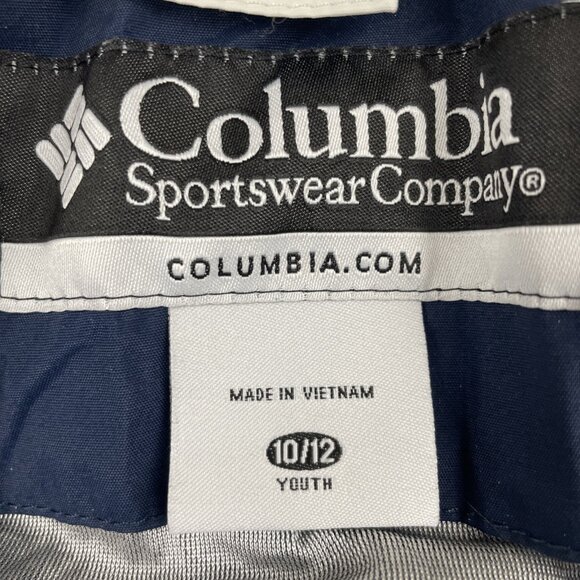 Columbia
Sportswear Company®
COLUMBIA.COM
MADE IN VIETNAM
10/12
YOUTH